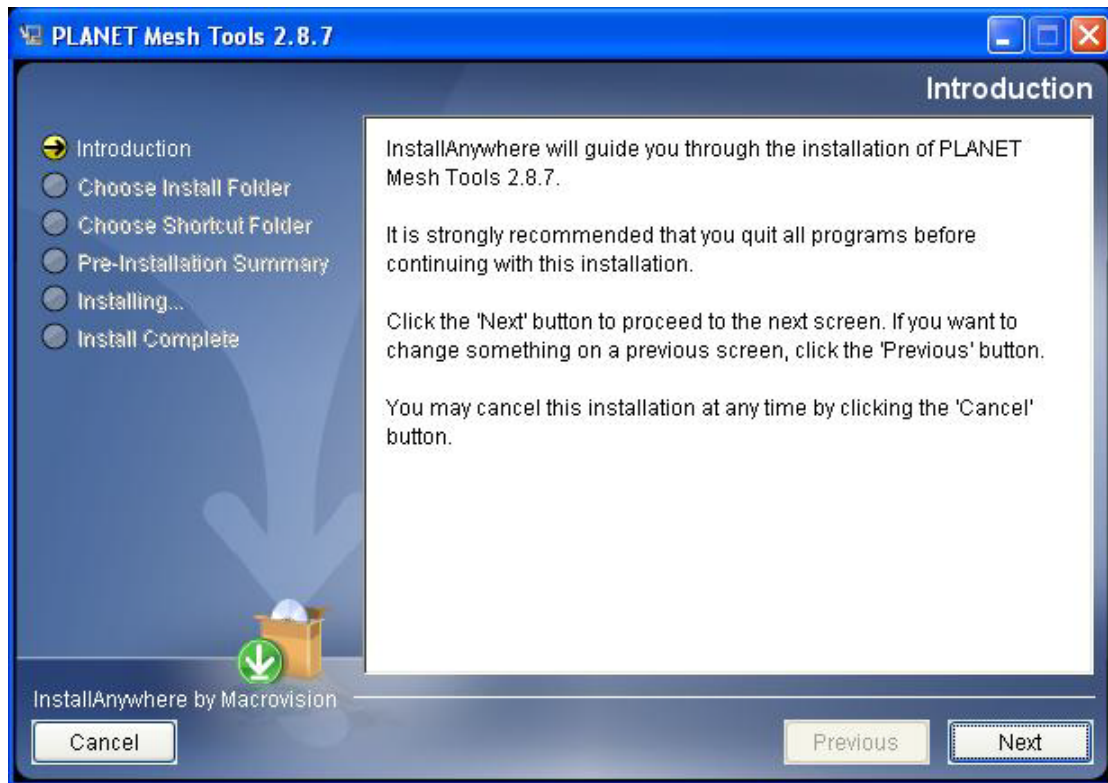 PLANET Mesh Tools 2.8.7
Introduction
Introduction
Choose Install Folder
Choose Shortcut Folder
Pre-Installation Summary
Installing...
Install Complete
InstallAnywhere will guide you through the installation of PLANET
Mesh Tools 2.8.7.
It is strongly recommended that you quit all programs before
continuing with this installation.
Click the 'Next' button to proceed to the next screen. If you want to
change something on a previous screen, click the 'Previous' button.
You may cancel this installation at any time by clicking the 'Cancel'
button.
InstallAnywhere by Macrovision
Cancel
Previous
Next